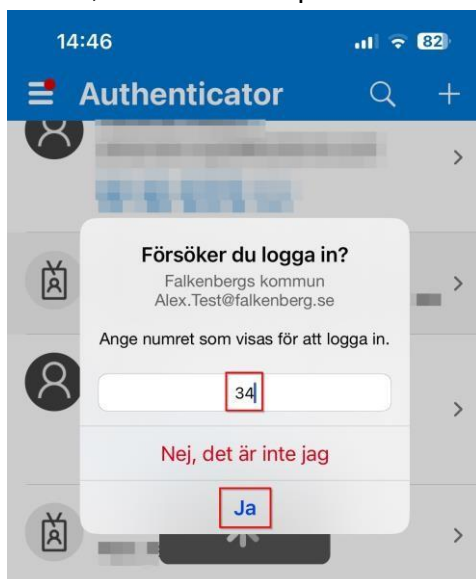 14:46
82
Authenticator
Försöker du logga in?
Falkenbergs kommun
Alex.Test@falkenberg.se
Ange numret som visas för att logga in.
34
Nej, det är inte jag
Ja